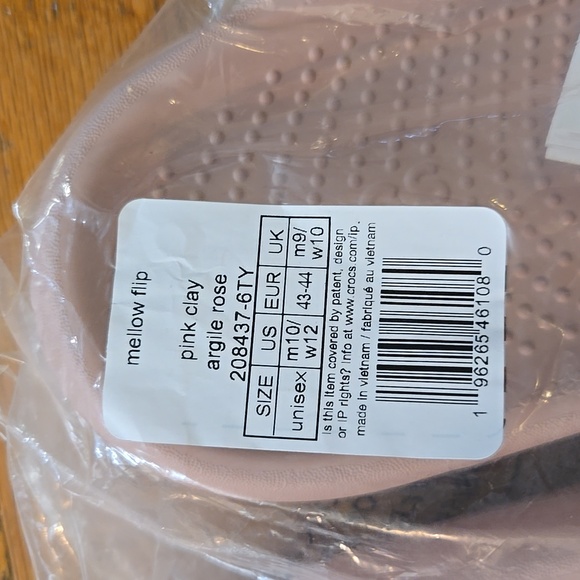 mellow flip
pink clay
argile rose
208437-6TY
SIZE US EUR UK
unisex m10/w12 43-44 m9/w10
Is this item covered by patent, design
or IP rights? Info at www.crocs.com/ip.
made in vietnam / fabriqué au vietnam
1 96265 46108 0